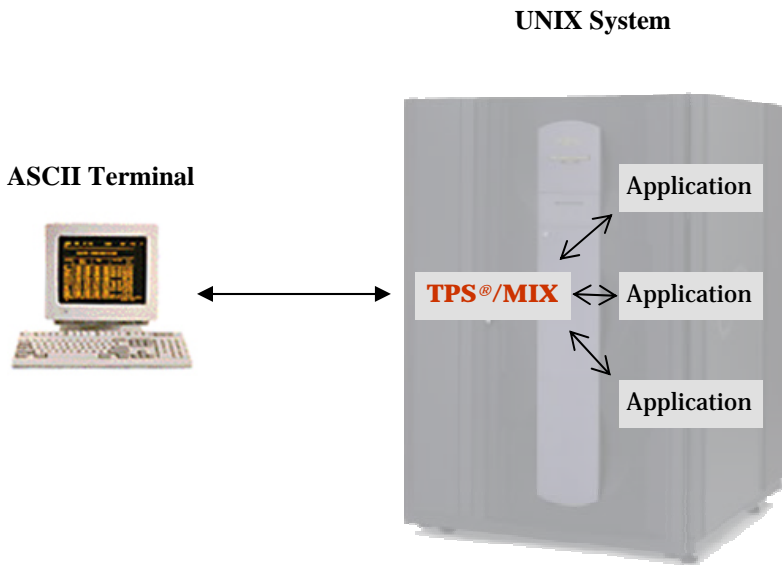 UNIX System
ASCII Terminal
Application
TPS®/MIX
Application
Application